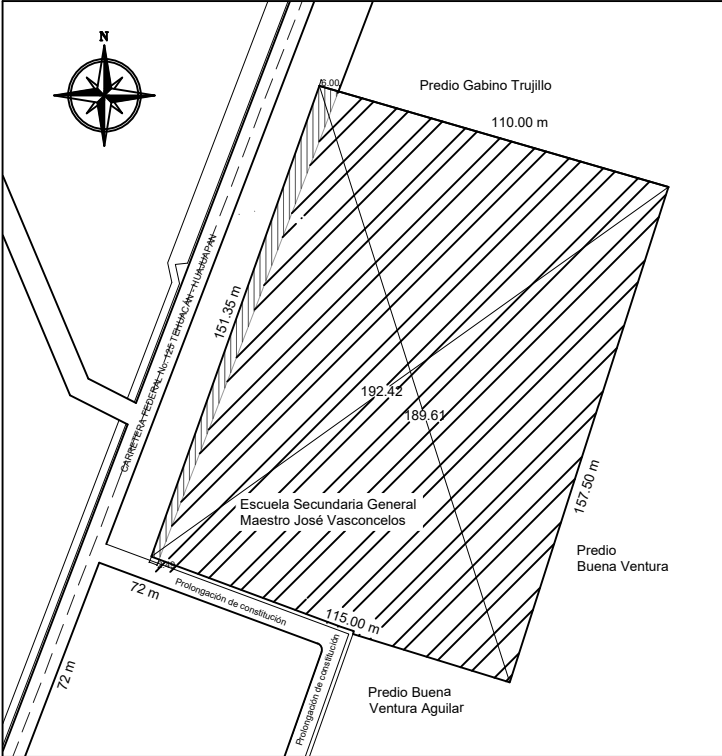 N
6.00
Predio Gabino Trujillo
110.00 m
CARRETERA FEDERAL No. 125 TEHUACÁN - HUAJUAPAN
151.35 m
192.42
189.61
157.50 m
Escuela Secundaria General
Maestro José Vasconcelos
Predio
Buena Ventura
72 m
Prolongación de constitución
115.00 m
72 m
Prolongación de constitución
Predio Buena
Ventura Aguilar